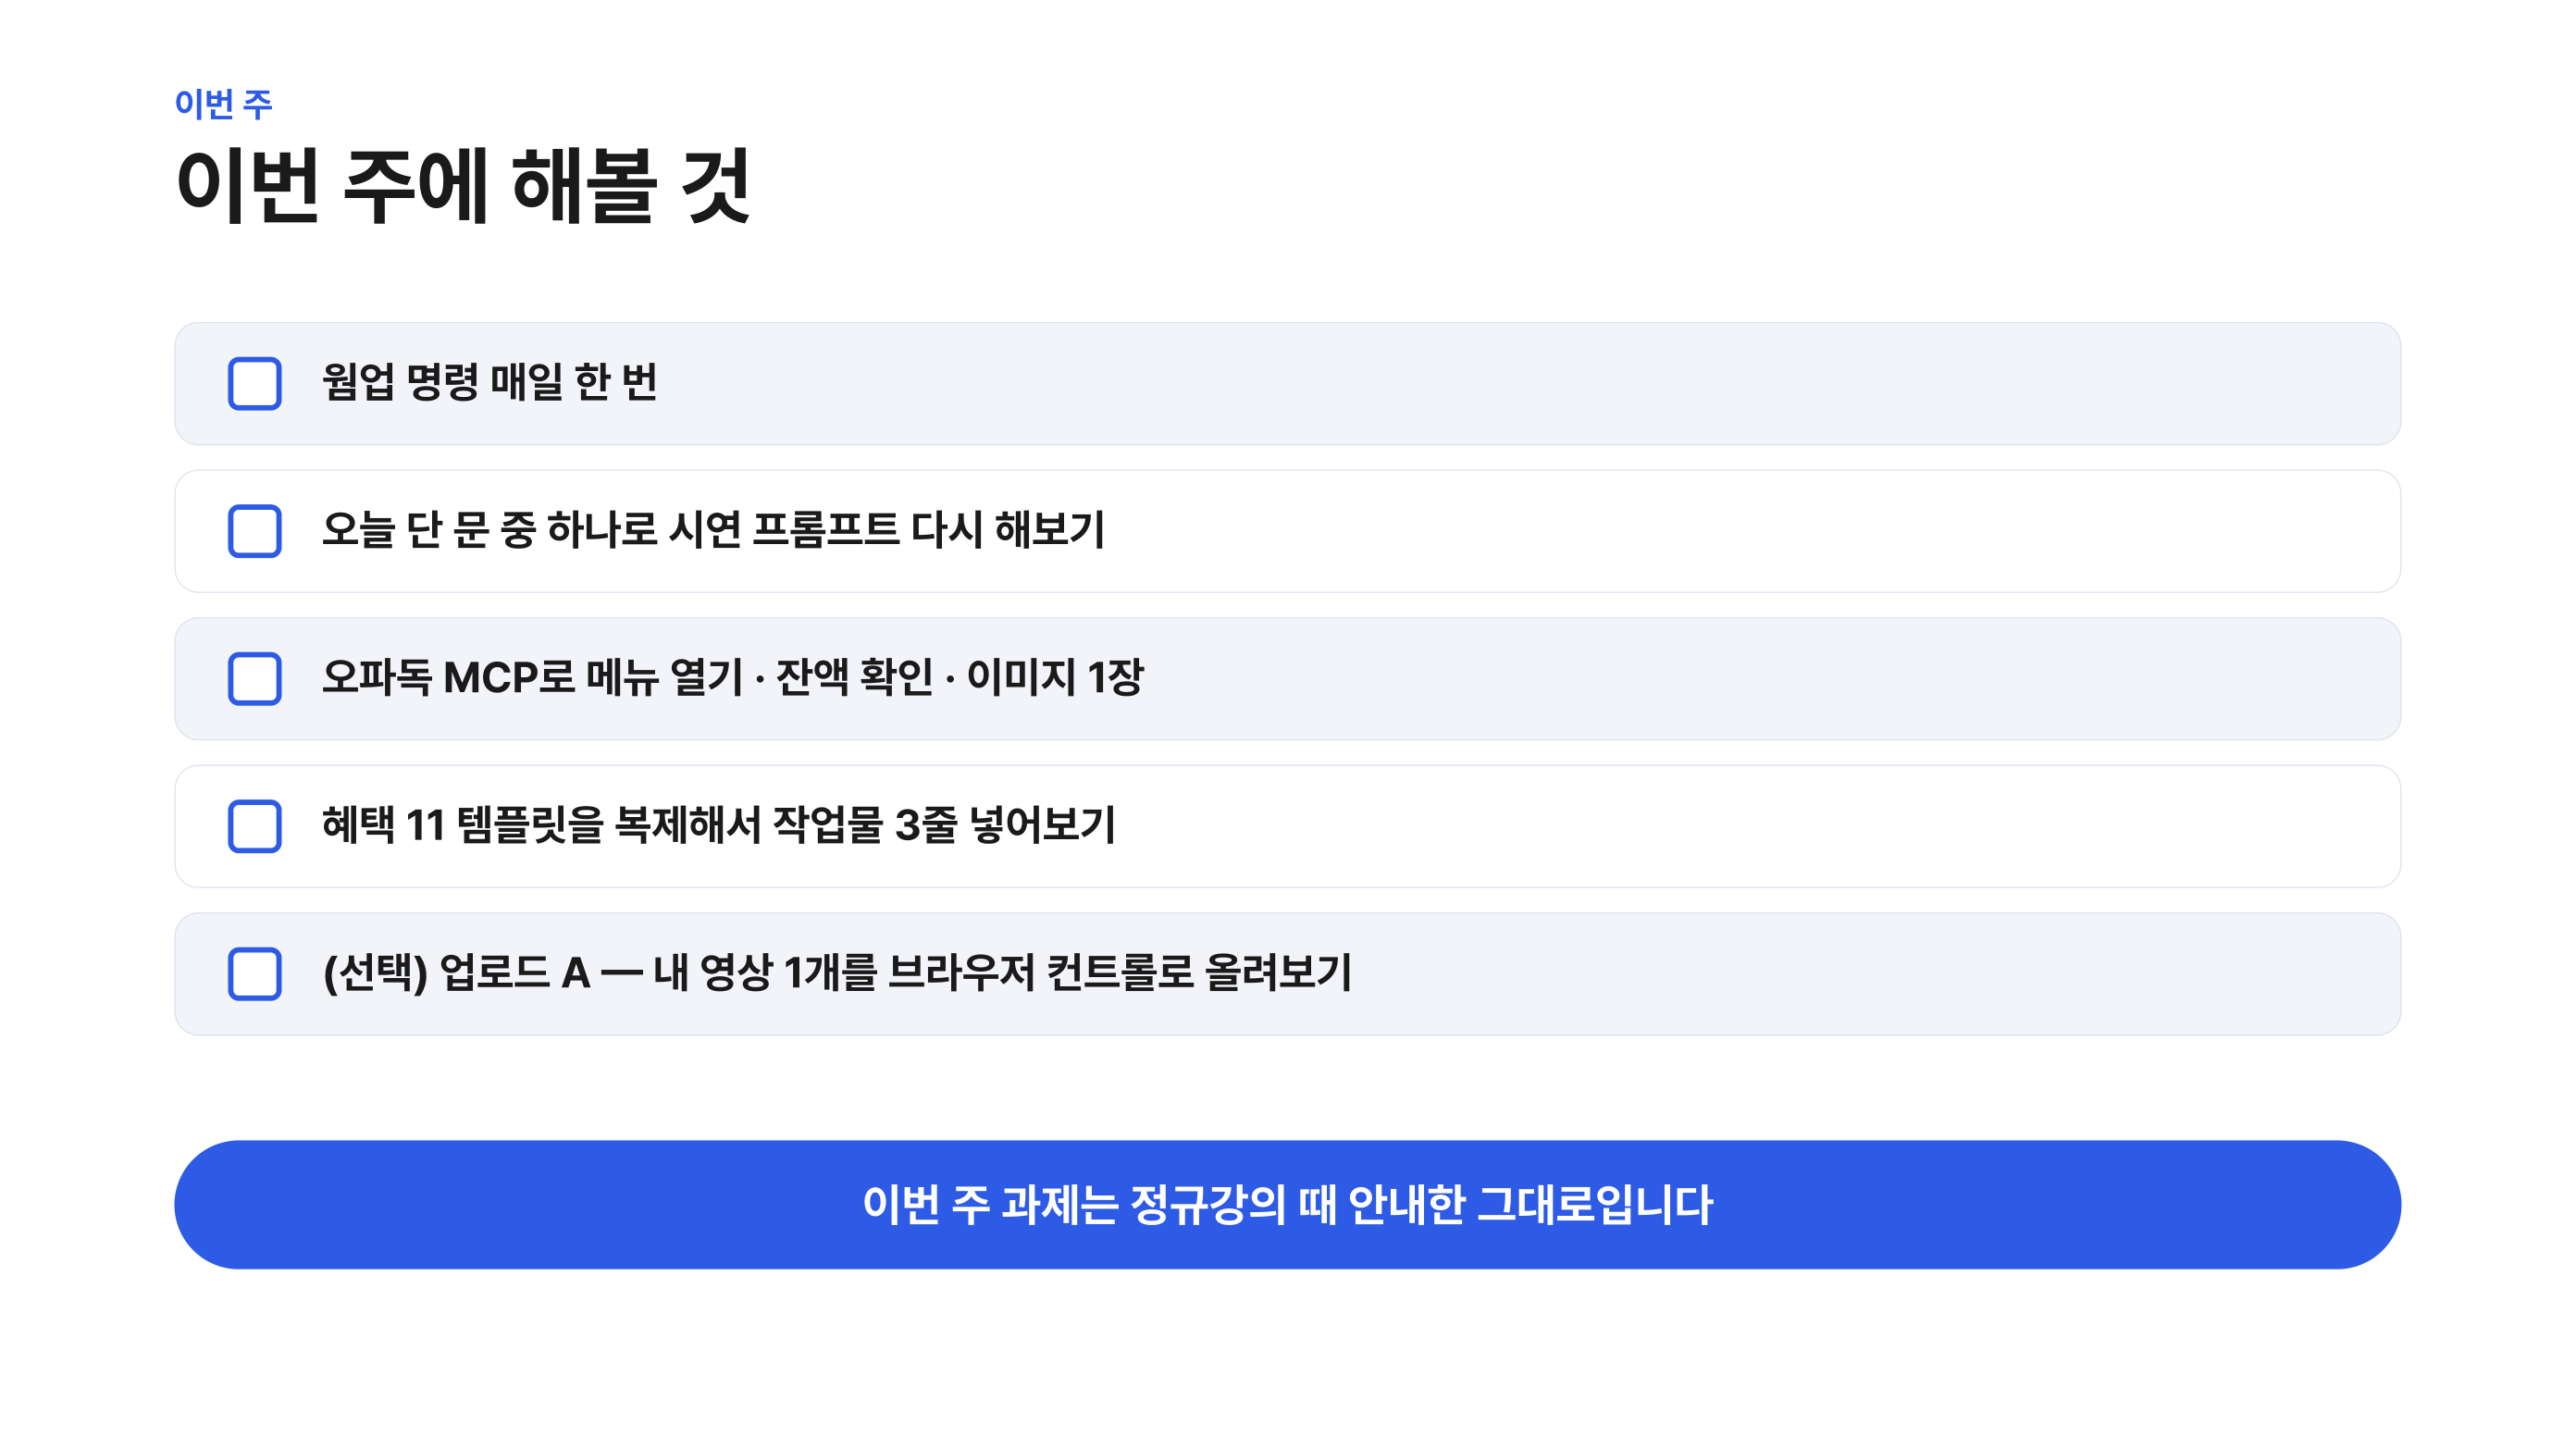 이번 주
이번 주에 해볼 것
웜업 명령 매일 한 번
오늘 단 문 중 하나로 시연 프롬프트 다시 해보기
오파독 MCP로 메뉴 열기 · 잔액 확인 · 이미지 1장
혜택 11 템플릿을 복제해서 작업물 3줄 넣어보기
(선택) 업로드 A — 내 영상 1개를 브라우저 컨트롤로 올려보기
이번 주 과제는 정규강의 때 안내한 그대로입니다